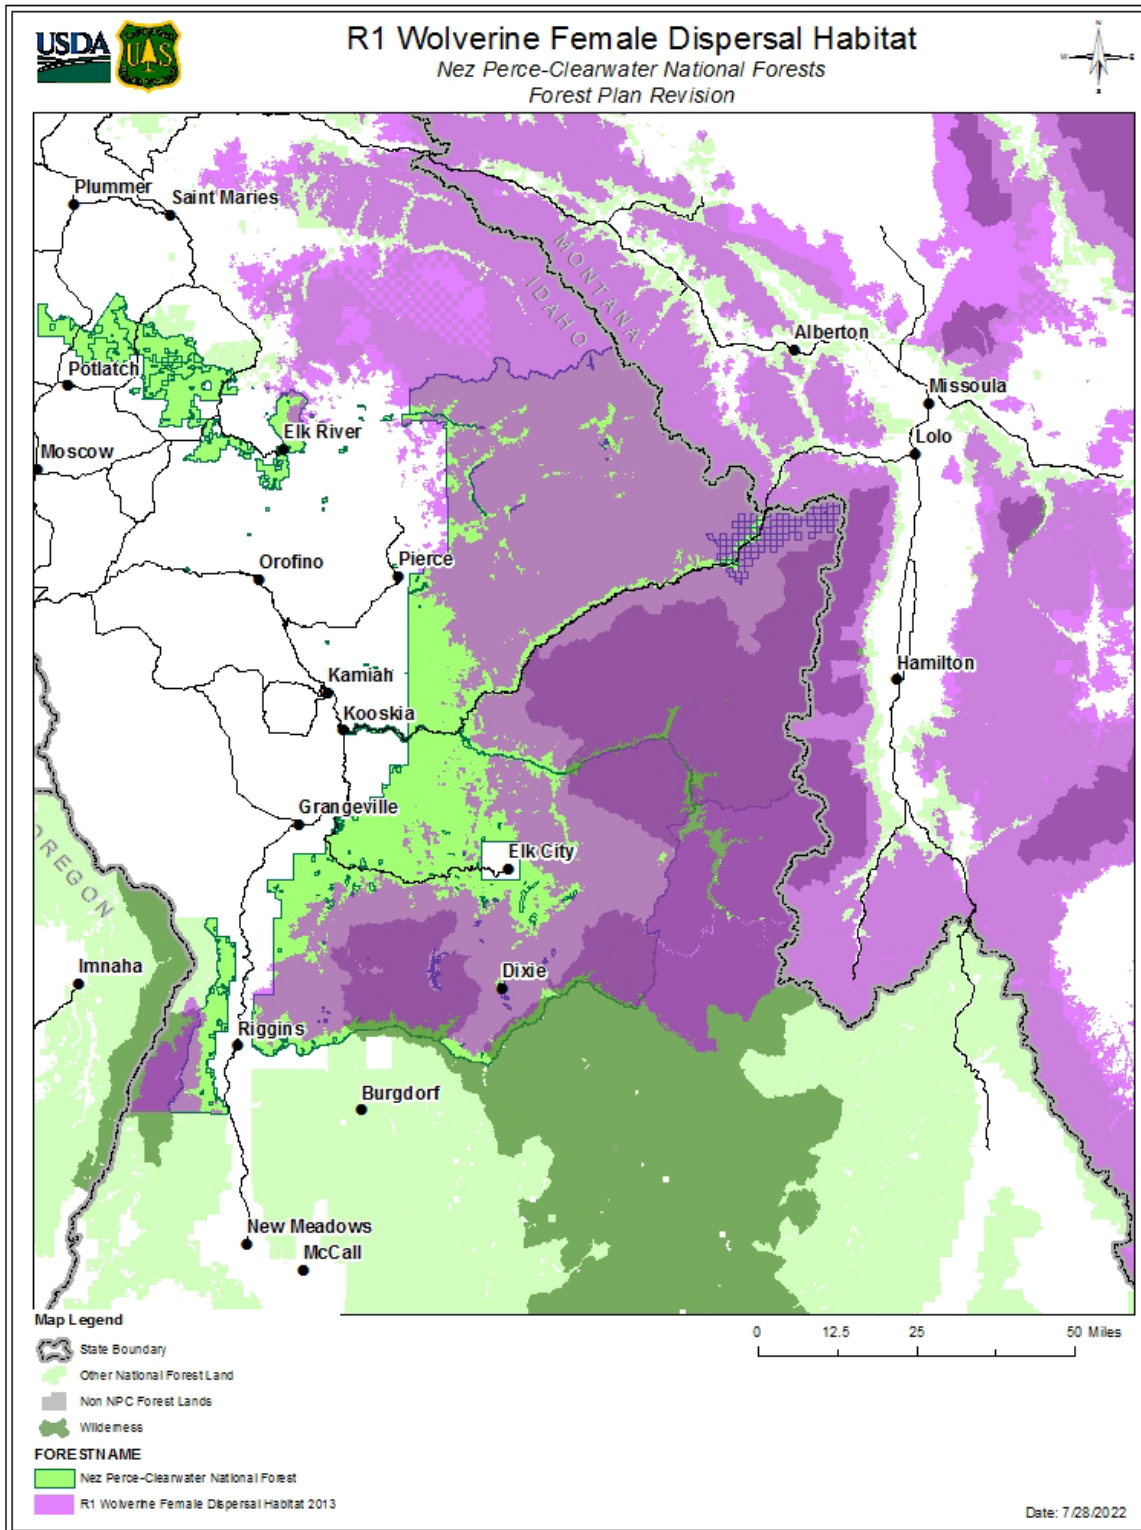 USDA
U S
R1 Wolverine Female Dispersal Habitat
Nez Perce-Clearwater National Forests
Forest Plan Revision
N
W
E
S
Plummer
Saint Maries
MONTANA
IDAHO
Alberton
Potlatch
Missoula
Elk River
Lolo
Moscow
Orofino
Pierce
Hamilton
Kamiah
Kooskia
Grangeville
Elk City
OREGON
Imnaha
Dixie
Riggins
Burgdorf
New Meadows
McCall
Map Legend
State Boundary
Other National Forest Land
Non NPC Forest Lands
Wilderness
FORESTNAME
Nez Perce-Clearwater National Forest
R1 Wolverine Female Dispersal Habitat 2013
0 12.5 25 50 Miles
Date: 7/28/2022